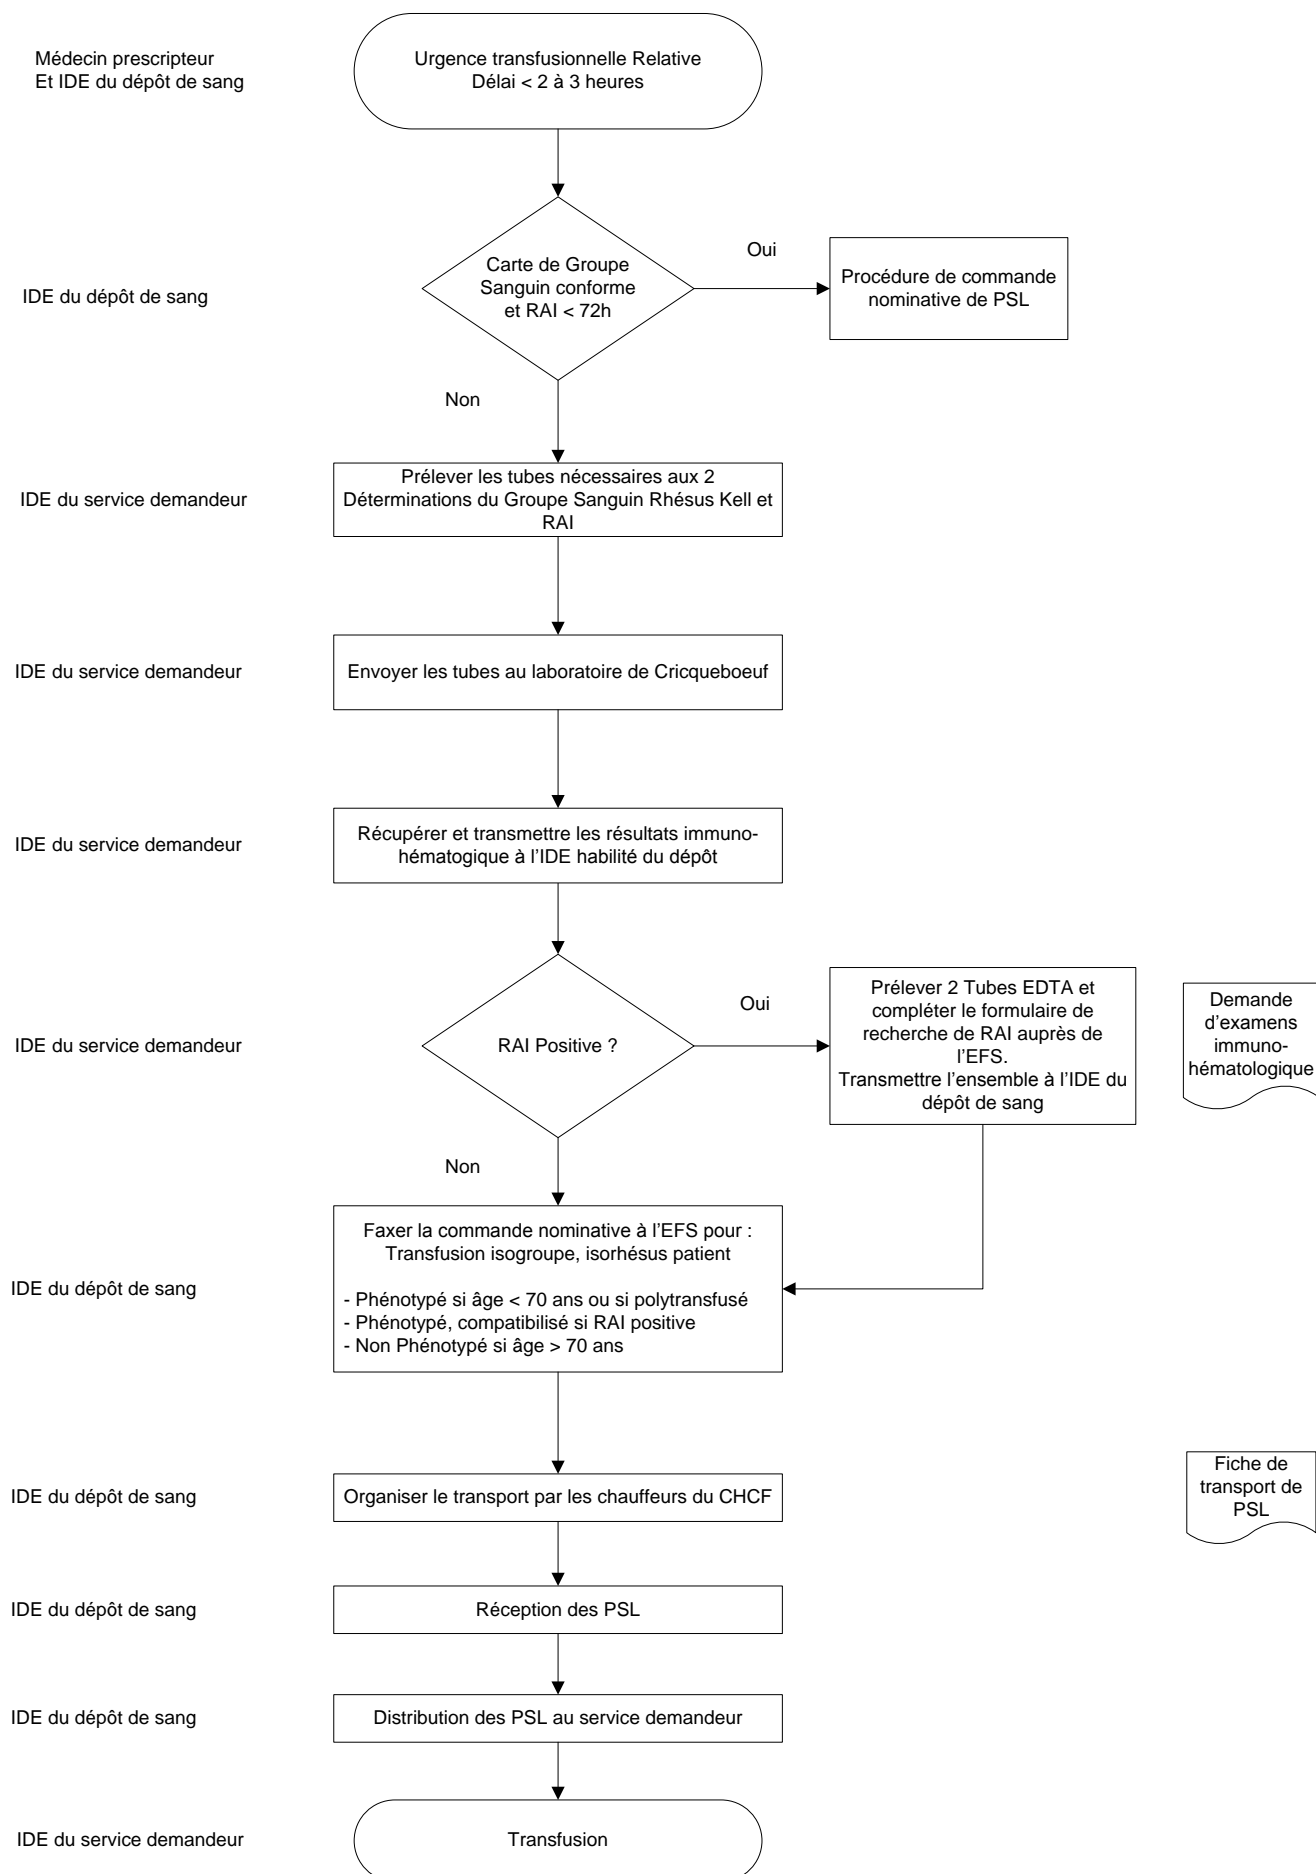 Médecin prescripteur
Et IDE du dépôt de sang
Urgence transfusionnelle Relative
Délai < 2 à 3 heures
IDE du dépôt de sang
Carte de Groupe
Sanguin conforme
et RAI < 72h
Oui
Procédure de commande
nominative de PSL
Non
IDE du service demandeur
Prélever les tubes nécessaires aux 2
Déterminations du Groupe Sanguin Rhésus Kell et
RAI
IDE du service demandeur
Envoyer les tubes au laboratoire de Cricqueboeuf
IDE du service demandeur
Récupérer et transmettre les résultats immuno-
hématogique à l’IDE habilité du dépôt
IDE du service demandeur
RAI Positive ?
Oui
Prélever 2 Tubes EDTA et
compléter le formulaire de
recherche de RAI auprès de
l’EFS.
Transmettre l’ensemble à l’IDE du
dépôt de sang
Demande
d’examens
immuno-
hématologique
Non
IDE du dépôt de sang
Faxer la commande nominative à l’EFS pour :
Transfusion isogroupe, isorhésus patient
- Phénotypé si âge < 70 ans ou si polytransfusé
- Phénotypé, compatibilisé si RAI positive
- Non Phénotypé si âge > 70 ans
IDE du dépôt de sang
Organiser le transport par les chauffeurs du CHCF
Fiche de
transport de
PSL
IDE du dépôt de sang
Réception des PSL
IDE du dépôt de sang
Distribution des PSL au service demandeur
IDE du service demandeur
Transfusion